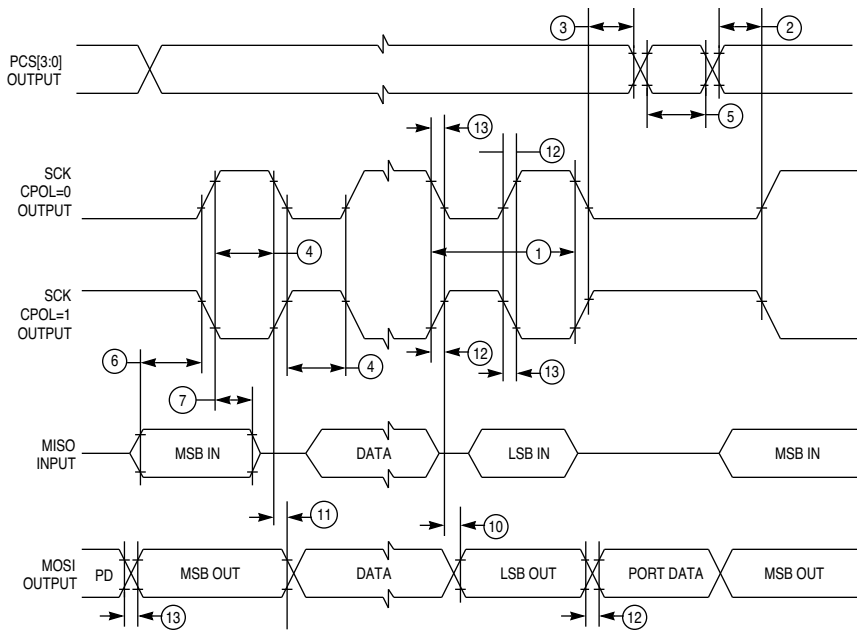 3
2
PCS[3:0]
OUTPUT
5
13
12
SCK
CPOL=0
OUTPUT
4
1
SCK
CPOL=1
OUTPUT
6
12
4
13
7
MISO
INPUT
MSB IN
DATA
LSB IN
MSB IN
11
10
MOSI
OUTPUT
PD
MSB OUT
DATA
LSB OUT
PORT DATA
MSB OUT
13
12